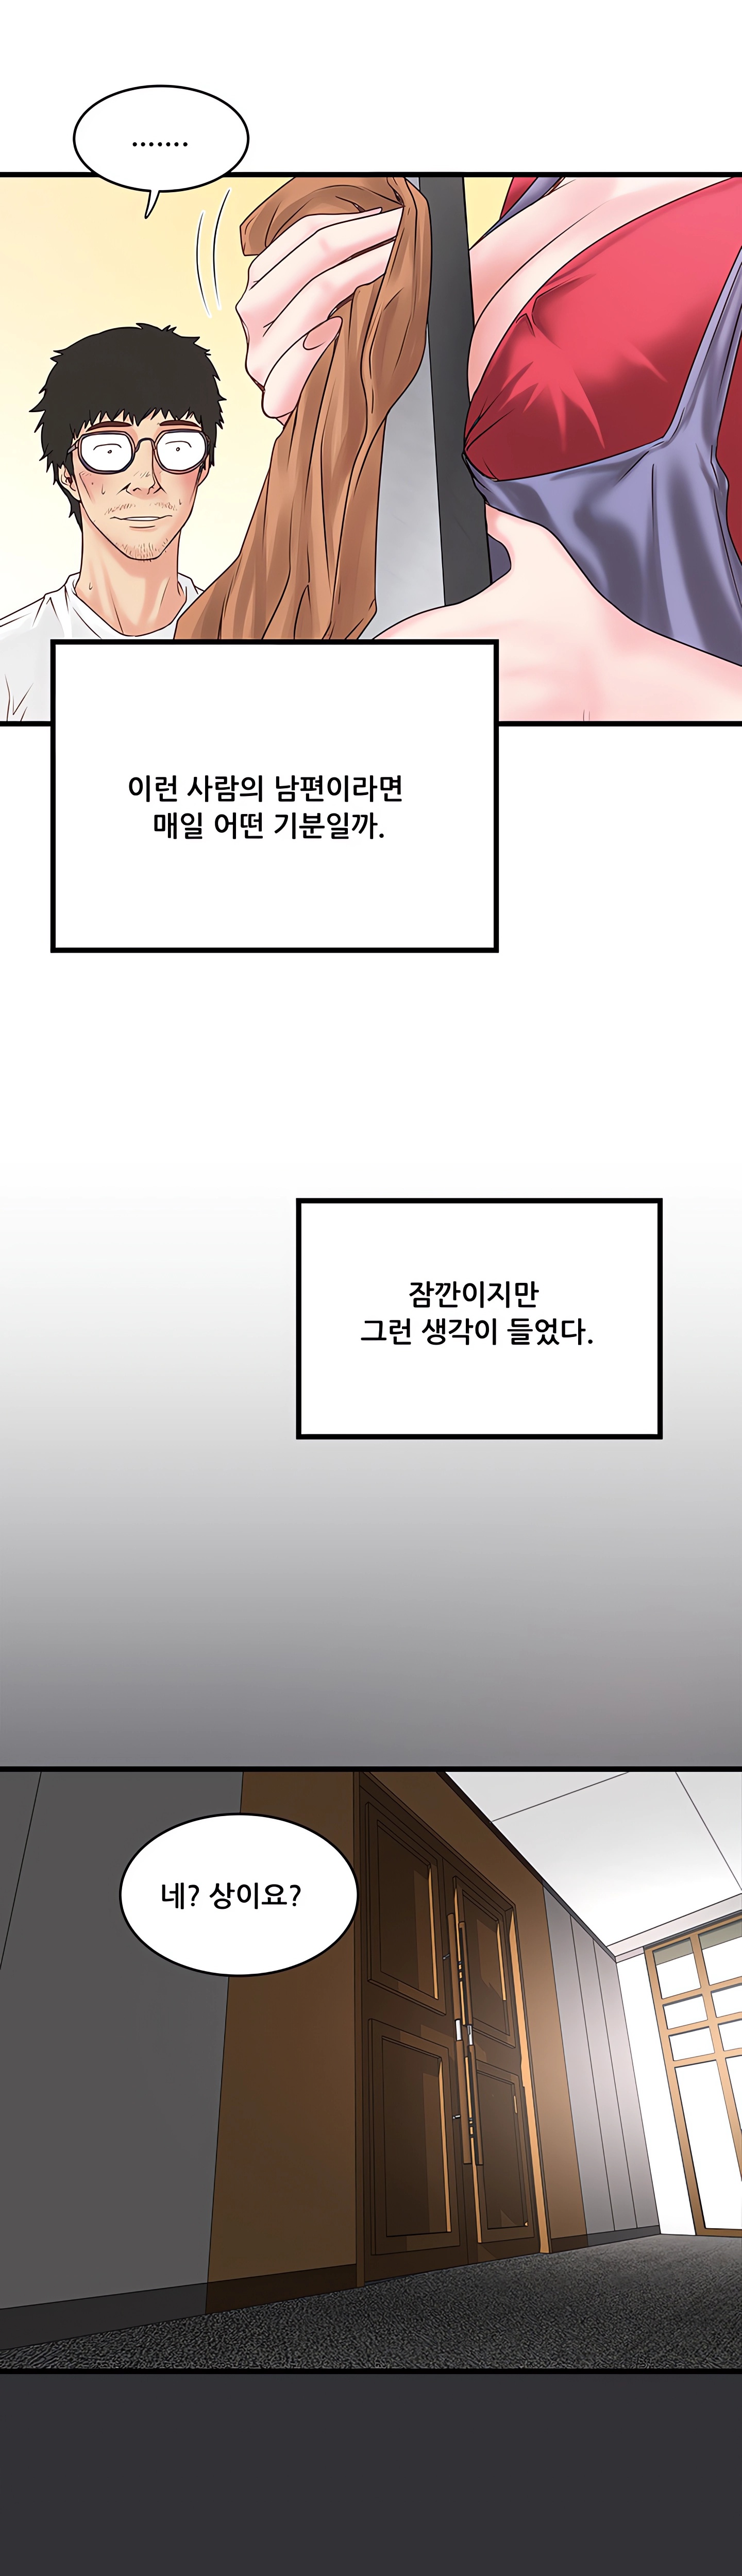 .......
이런 사람의 남편이라면
매일 어떤 기분일까.
잠깐이지만
그런 생각이 들었다.
네? 상이요?